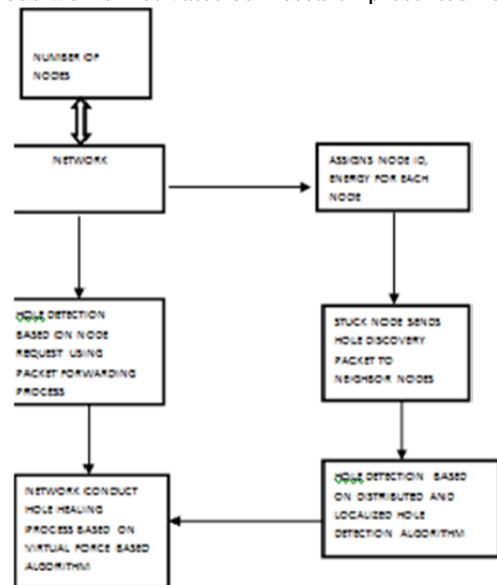 NUMBER OF
NODES
NETWORK
ASSIGNS NODE ID,
ENERGY FOR EACH
NODE
HOLE DETECTION
BASED ON NODE
REQUEST USING
PACKET FORWARDING
PROCESS
STUCK NODE SENDS
HOLE DISCOVERY
PACKET TO
NEIGHBOR NODES
NETWORK CONDUCT
HOLE HEALING
PROCESS BASED ON
VIRTUAL FORCE BASED
ALGORITHM
HOLE DETECTION BASED
ON DISTRIBUTED AND
LOCALIZED HOLE
DETECTION ALGORITHM